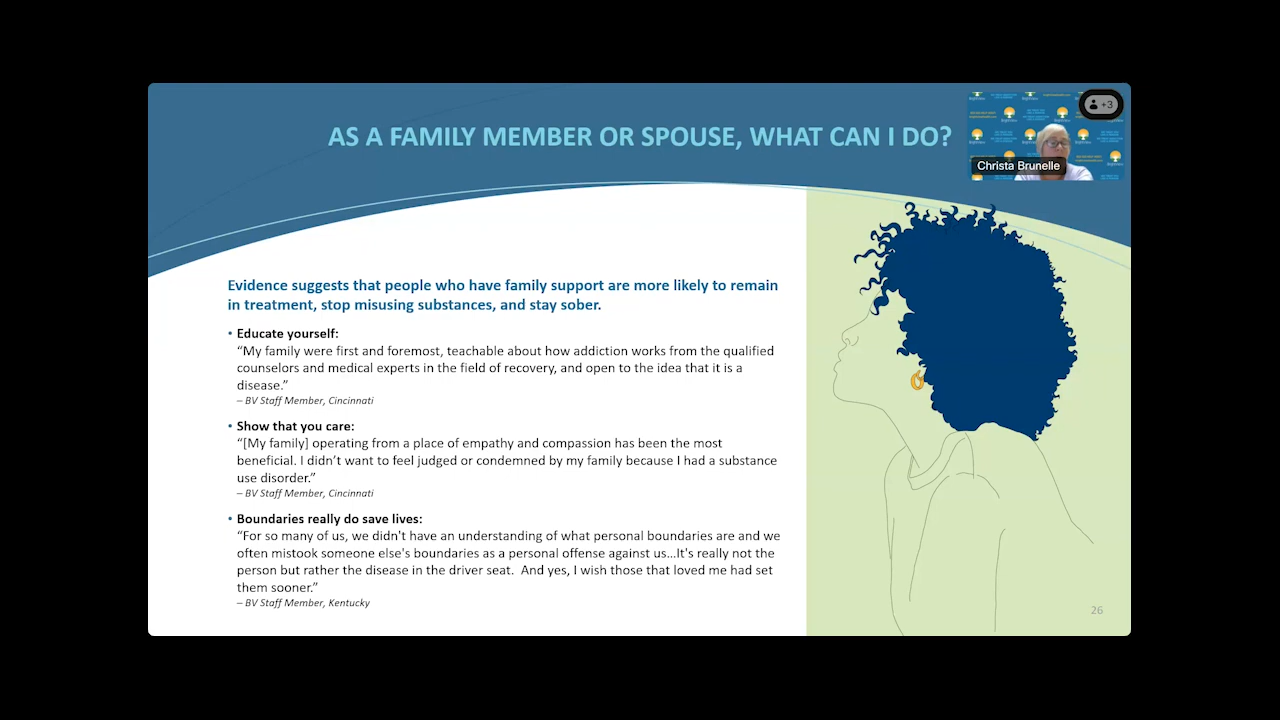 AS A FAMILY MEMBER OR SPOUSE, WHAT CAN I DO?
+3
Christa Brunelle
Evidence suggests that people who have family support are more likely to remain
in treatment, stop misusing substances, and stay sober.
• Educate yourself:
“My family were first and foremost, teachable about how addiction works from the qualified
counselors and medical experts in the field of recovery, and open to the idea that it is a
disease.”
– BV Staff Member, Cincinnati
• Show that you care:
“[My family] operating from a place of empathy and compassion has been the most
beneficial. I didn’t want to feel judged or condemned by my family because I had a substance
use disorder.”
– BV Staff Member, Cincinnati
• Boundaries really do save lives:
“For so many of us, we didn't have an understanding of what personal boundaries are and we
often mistook someone else's boundaries as a personal offense against us…It's really not the
person but rather the disease in the driver seat.  And yes, I wish those that loved me had set
them sooner.”
– BV Staff Member, Kentucky
26